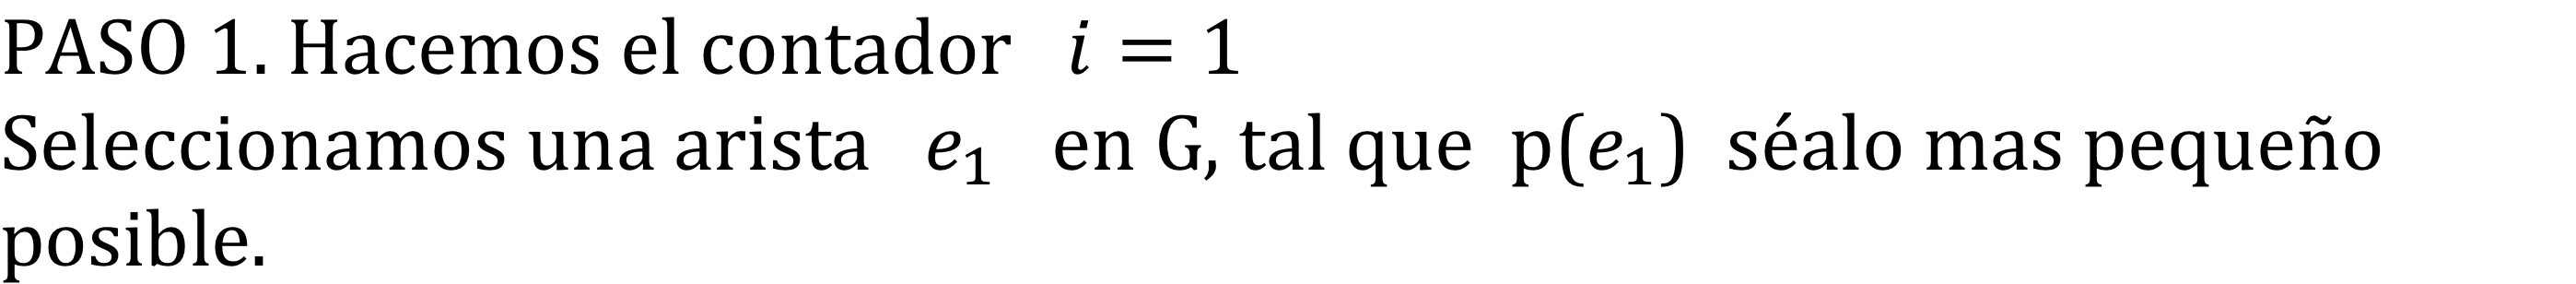 PASO 1. Hacemos el contador i = 1
Seleccionamos una arista e₁ en G, tal que p(e₁) séalo mas pequeño
posible.